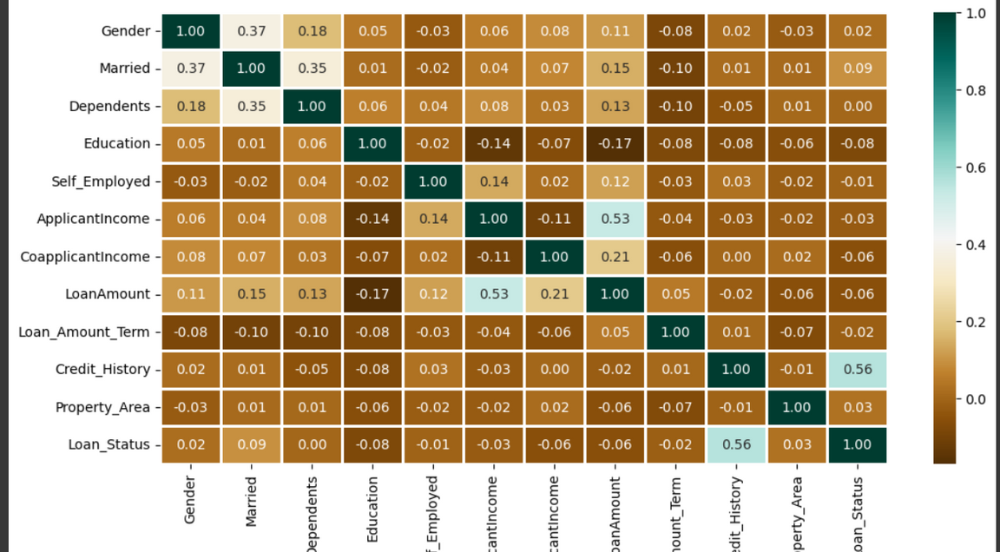 Gender 1.00 0.37 0.18 0.05 -0.03 0.06 0.08 0.11 -0.08 0.02 -0.03 0.02
Married 0.37 1.00 0.35 0.01 -0.02 0.04 0.07 0.15 -0.10 0.01 0.01 0.09
Dependents 0.18 0.35 1.00 0.06 0.04 0.08 0.03 0.13 -0.10 -0.05 0.01 0.00
Education 0.05 0.01 0.06 1.00 -0.02 -0.14 -0.07 -0.17 -0.08 -0.08 -0.06 -0.08
Self_Employed -0.03 -0.02 0.04 -0.02 1.00 0.14 0.02 0.12 -0.03 0.03 -0.02 -0.01
ApplicantIncome 0.06 0.04 0.08 -0.14 0.14 1.00 -0.11 0.53 -0.04 -0.03 -0.02 -0.03
CoapplicantIncome 0.08 0.07 0.03 -0.07 0.02 -0.11 1.00 0.21 -0.06 0.00 0.02 -0.06
LoanAmount 0.11 0.15 0.13 -0.17 0.12 0.53 0.21 1.00 0.05 -0.02 -0.06 -0.06
Loan_Amount_Term -0.08 -0.10 -0.10 -0.08 -0.03 -0.04 -0.06 0.05 1.00 0.01 -0.07 -0.02
Credit_History 0.02 0.01 -0.05 -0.08 0.03 -0.03 0.00 -0.02 0.01 1.00 -0.01 0.56
Property_Area -0.03 0.01 0.01 -0.06 -0.02 -0.02 0.02 -0.06 -0.07 -0.01 1.00 0.03
Loan_Status 0.02 0.09 0.00 -0.08 -0.01 -0.03 -0.06 -0.06 -0.02 0.56 0.03 1.00
Gender
Married
Dependents
Education
f_Employed
cantIncome
cantIncome
oanAmount
ount_Term
edit_History
perty_Area
oan_Status
1.0
0.8
0.6
0.4
0.2
0.0